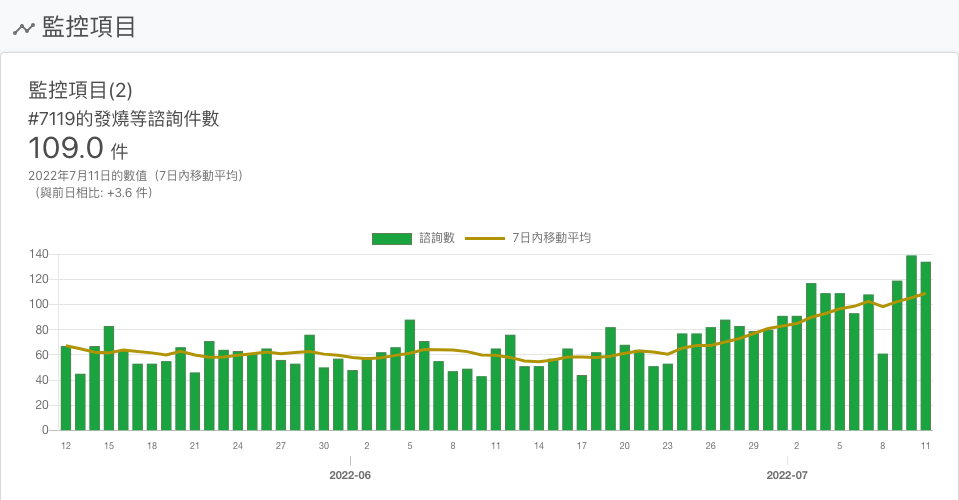 監控項目
監控項目(2)
#7119的發燒等諮詢件數
109.0 件
2022年7月11日的數值（7日內移動平均）
（與前日相比: +3.6 件）
諮詢數 7日內移動平均
140
120
100
80
60
40
20
0
12 15 18 21 24 27 30 2 5 8 11 14 17 20 23 26 29 2 5 8 11
2022-06 2022-07